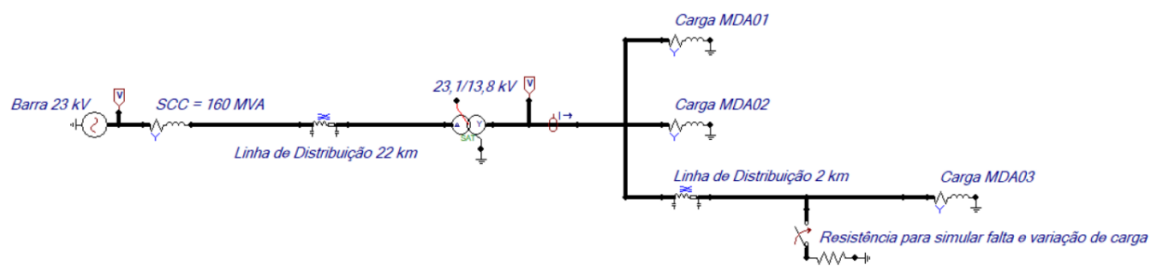 Carga MDA01
23,1/13,8 kV
V
V
Barra 23 kV
SCC = 160 MVA
I
Carga MDA02
Y
Y
Y
SAT
Linha de Distribuição 22 km
Linha de Distribuição 2 km
Carga MDA03
Y
Y
Resistência para simular falta e variação de carga